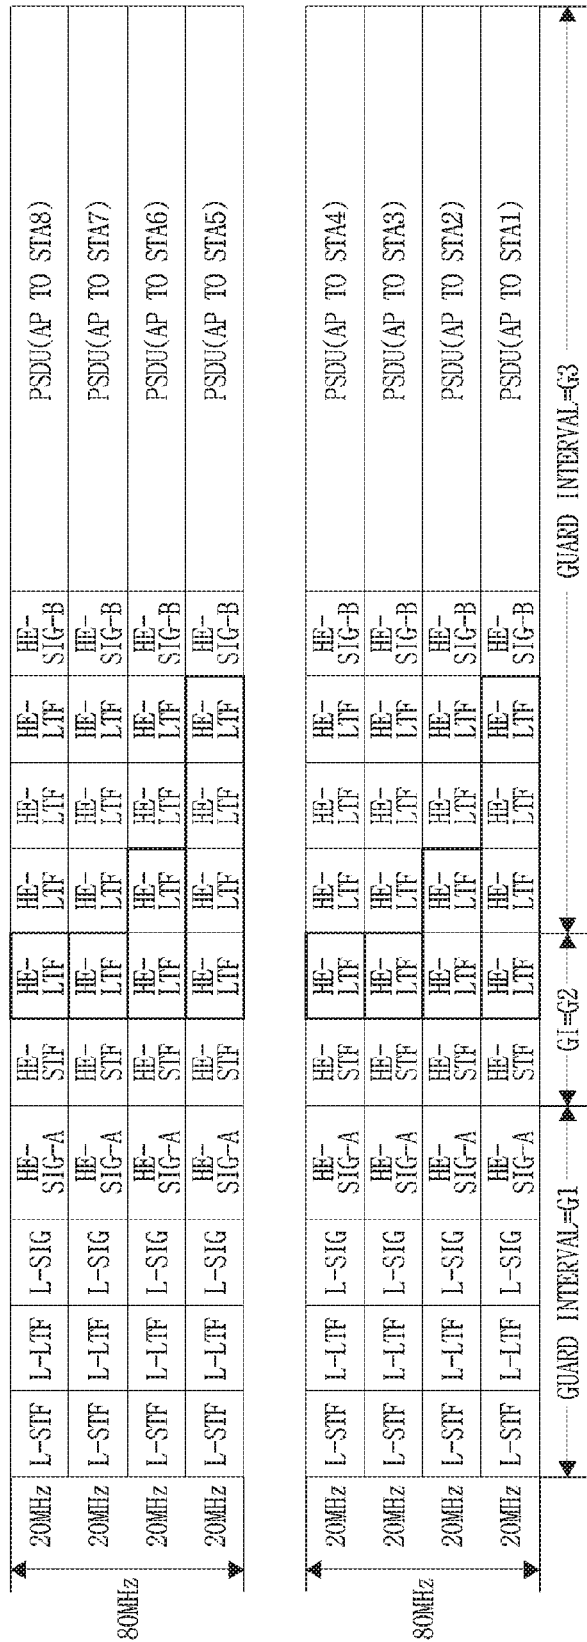 80MHz
20MHz L-STF L-LTF L-SIG HE-SIG-A HE-STF HE-LTF HE-LTF HE-LTF HE-LTF HE-SIG-B PSDU(AP TO STA8)
20MHz L-STF L-LTF L-SIG HE-SIG-A HE-STF HE-LTF HE-LTF HE-LTF HE-LTF HE-SIG-B PSDU(AP TO STA7)
20MHz L-STF L-LTF L-SIG HE-SIG-A HE-STF HE-LTF HE-LTF HE-LTF HE-LTF HE-SIG-B PSDU(AP TO STA6)
20MHz L-STF L-LTF L-SIG HE-SIG-A HE-STF HE-LTF HE-LTF HE-LTF HE-LTF HE-SIG-B PSDU(AP TO STA5)
80MHz
20MHz L-STF L-LTF L-SIG HE-SIG-A HE-STF HE-LTF HE-LTF HE-LTF HE-LTF HE-SIG-B PSDU(AP TO STA4)
20MHz L-STF L-LTF L-SIG HE-SIG-A HE-STF HE-LTF HE-LTF HE-LTF HE-LTF HE-SIG-B PSDU(AP TO STA3)
20MHz L-STF L-LTF L-SIG HE-SIG-A HE-STF HE-LTF HE-LTF HE-LTF HE-LTF HE-SIG-B PSDU(AP TO STA2)
20MHz L-STF L-LTF L-SIG HE-SIG-A HE-STF HE-LTF HE-LTF HE-LTF HE-LTF HE-SIG-B PSDU(AP TO STA1)
GUARD INTERVAL=G1 GI=G2 GUARD INTERVAL=G3